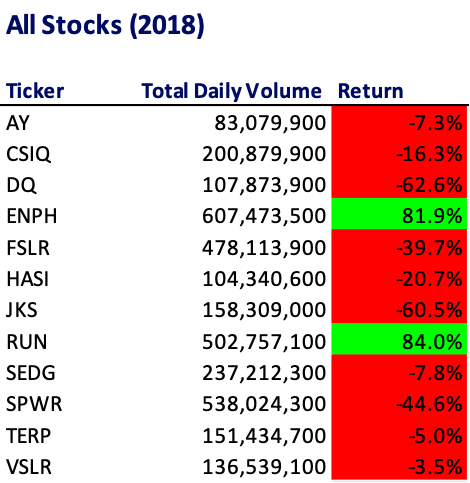 All Stocks (2018)
Ticker Total Daily Volume Return
AY 83,079,900 -7.3%
CSIQ 200,879,900 -16.3%
DQ 107,873,900 -62.6%
ENPH 607,473,500 81.9%
FSLR 478,113,900 -39.7%
HASI 104,340,600 -20.7%
JKS 158,309,000 -60.5%
RUN 502,757,100 84.0%
SEDG 237,212,300 -7.8%
SPWR 538,024,300 -44.6%
TERP 151,434,700 -5.0%
VSLR 136,539,100 -3.5%